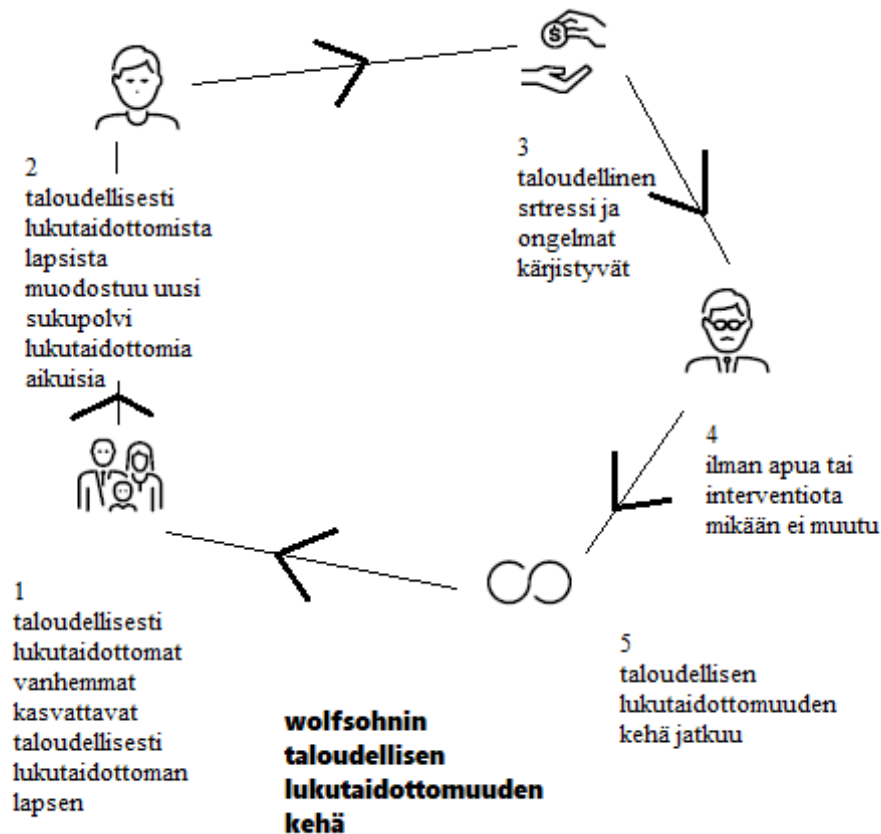 1
taloudellisesti
lukutaidottomat
vanhemmat
kasvattavat
taloudellisesti
lukutaidottoman
lapsen
2
taloudellisesti
lukutaidottomista
lapsista
muodostuu uusi
sukupolvi
lukutaidottomia
aikuisia
$
3
taloudellinen
srtressi ja
ongelmat
kärjistyvät
4
ilman apua tai
interventiota
mikään ei muutu
5
taloudellisen
lukutaidottomuuden
kehä jatkuu
wolfsohnin
taloudellisen
lukutaidottomuuden
kehä